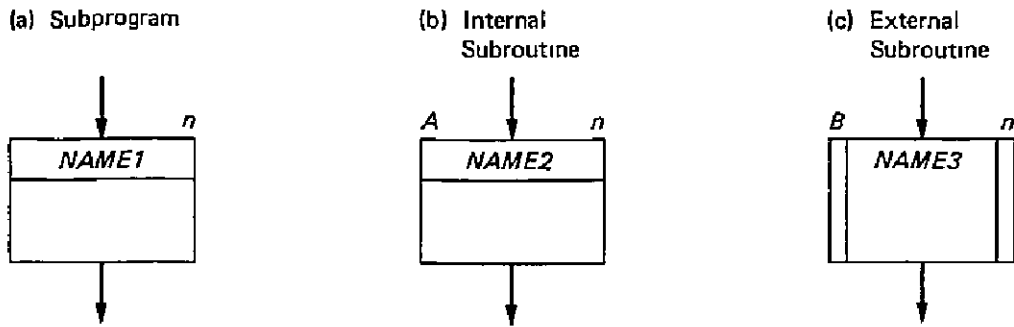 (a) Subprogram
n
NAME1
(b) Internal
Subroutine
A n
NAME2
(c) External
Subroutine
B n
NAME3